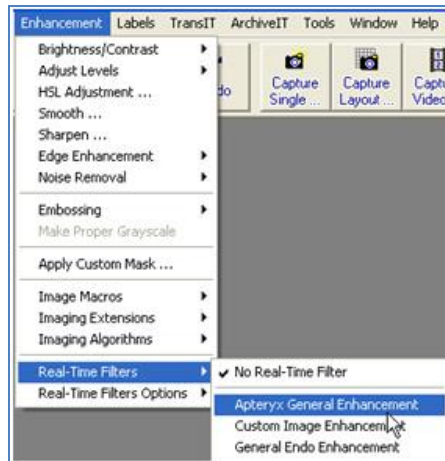 Enhancement Labels TransIT ArchiveIT Tools Window Help
Brightness/Contrast
Adjust Levels
HSL Adjustment ...
Smooth ...
Sharpen ...
Edge Enhancement
Noise Removal
Embossing
Make Proper Grayscale
Apply Custom Mask ...
Image Macros
Imaging Extensions
Imaging Algorithms
Real-Time Filters
Real-Time Filters Options
do
Capture
Single ...
Capture
Layout ...
Capt
Video
No Real-Time Filter
Apteryx General Enhancement
Custom Image Enhancement
General Endo Enhancement